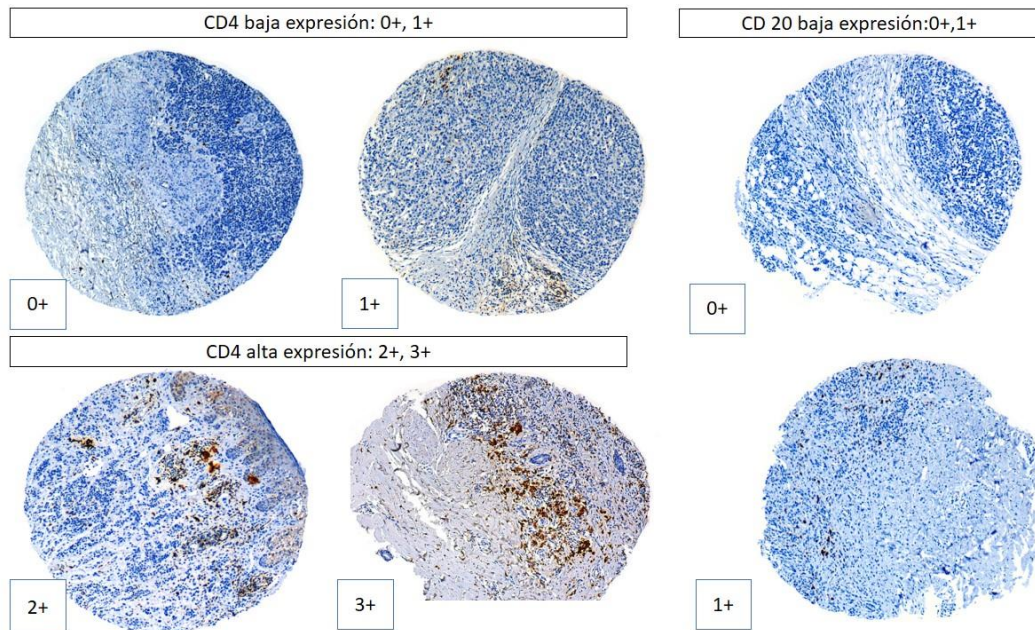 CD4 baja expresión: 0+, 1+
CD 20 baja expresión:0+,1+
0+
1+
0+
CD4 alta expresión: 2+, 3+
2+
3+
1+